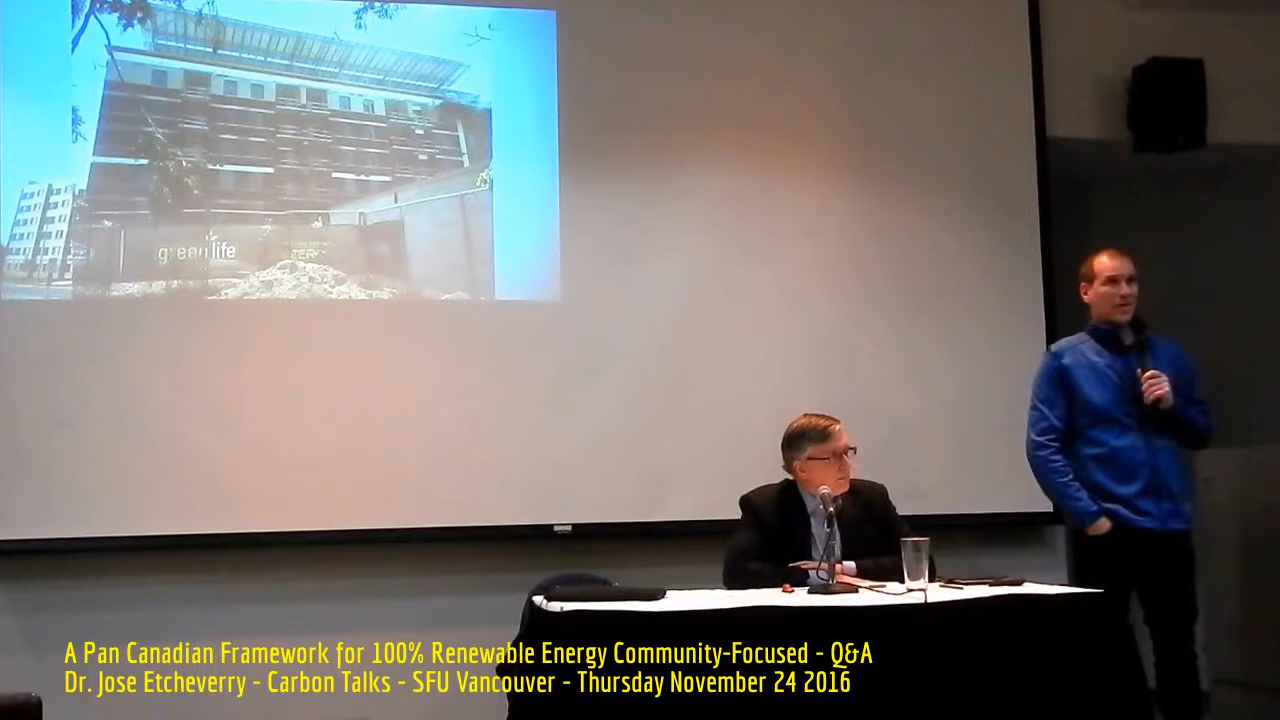 greenlife
ZERO
A Pan Canadian Framework for 100% Renewable Energy Community-Focused - Q&A
Dr. Jose Etcheverry - Carbon Talks - SFU Vancouver - Thursday November 24 2016